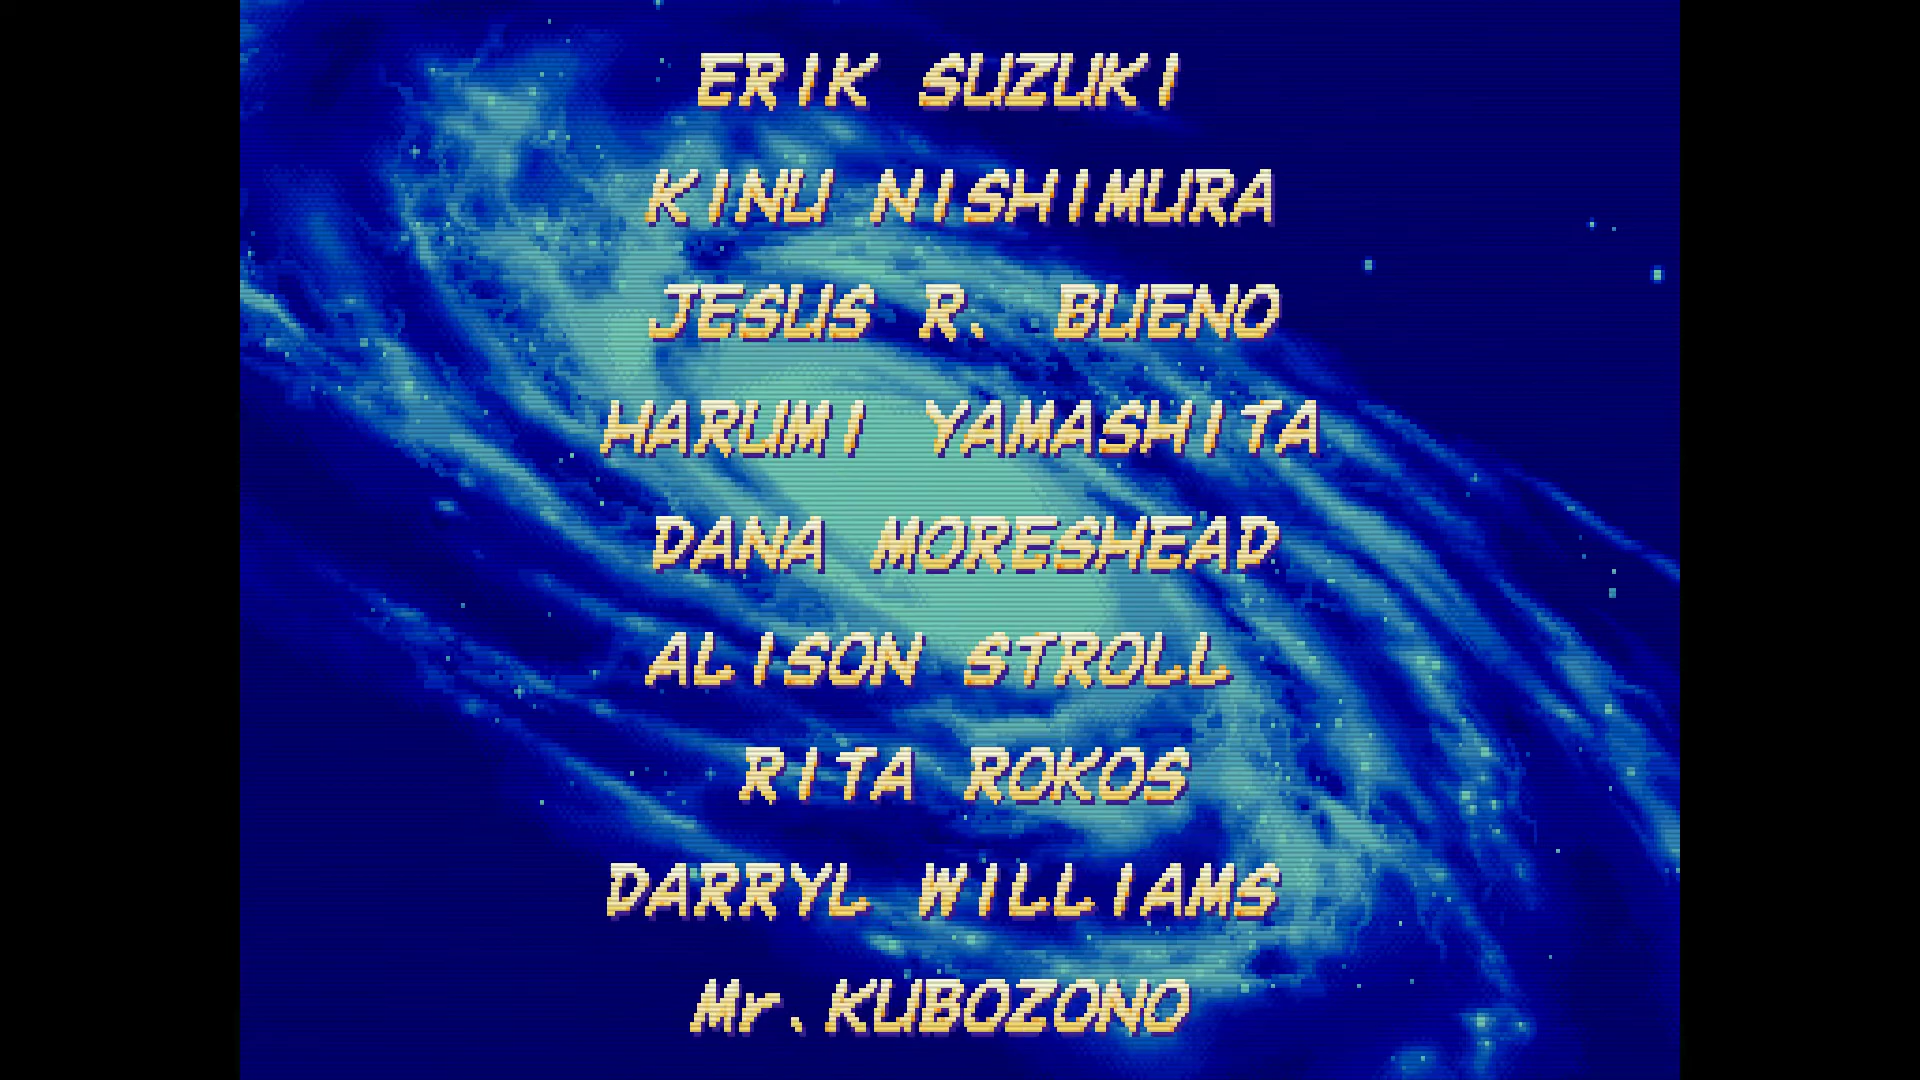 ERIK SUZUKI
KINU NISHIMURA
JESUS R. BUENO
HARUMI YAMASHITA
DANA MORESHEAD
ALISON STROLL
RITA ROKOS
DARRYL WILLIAMS
Mr.KUBOZONO